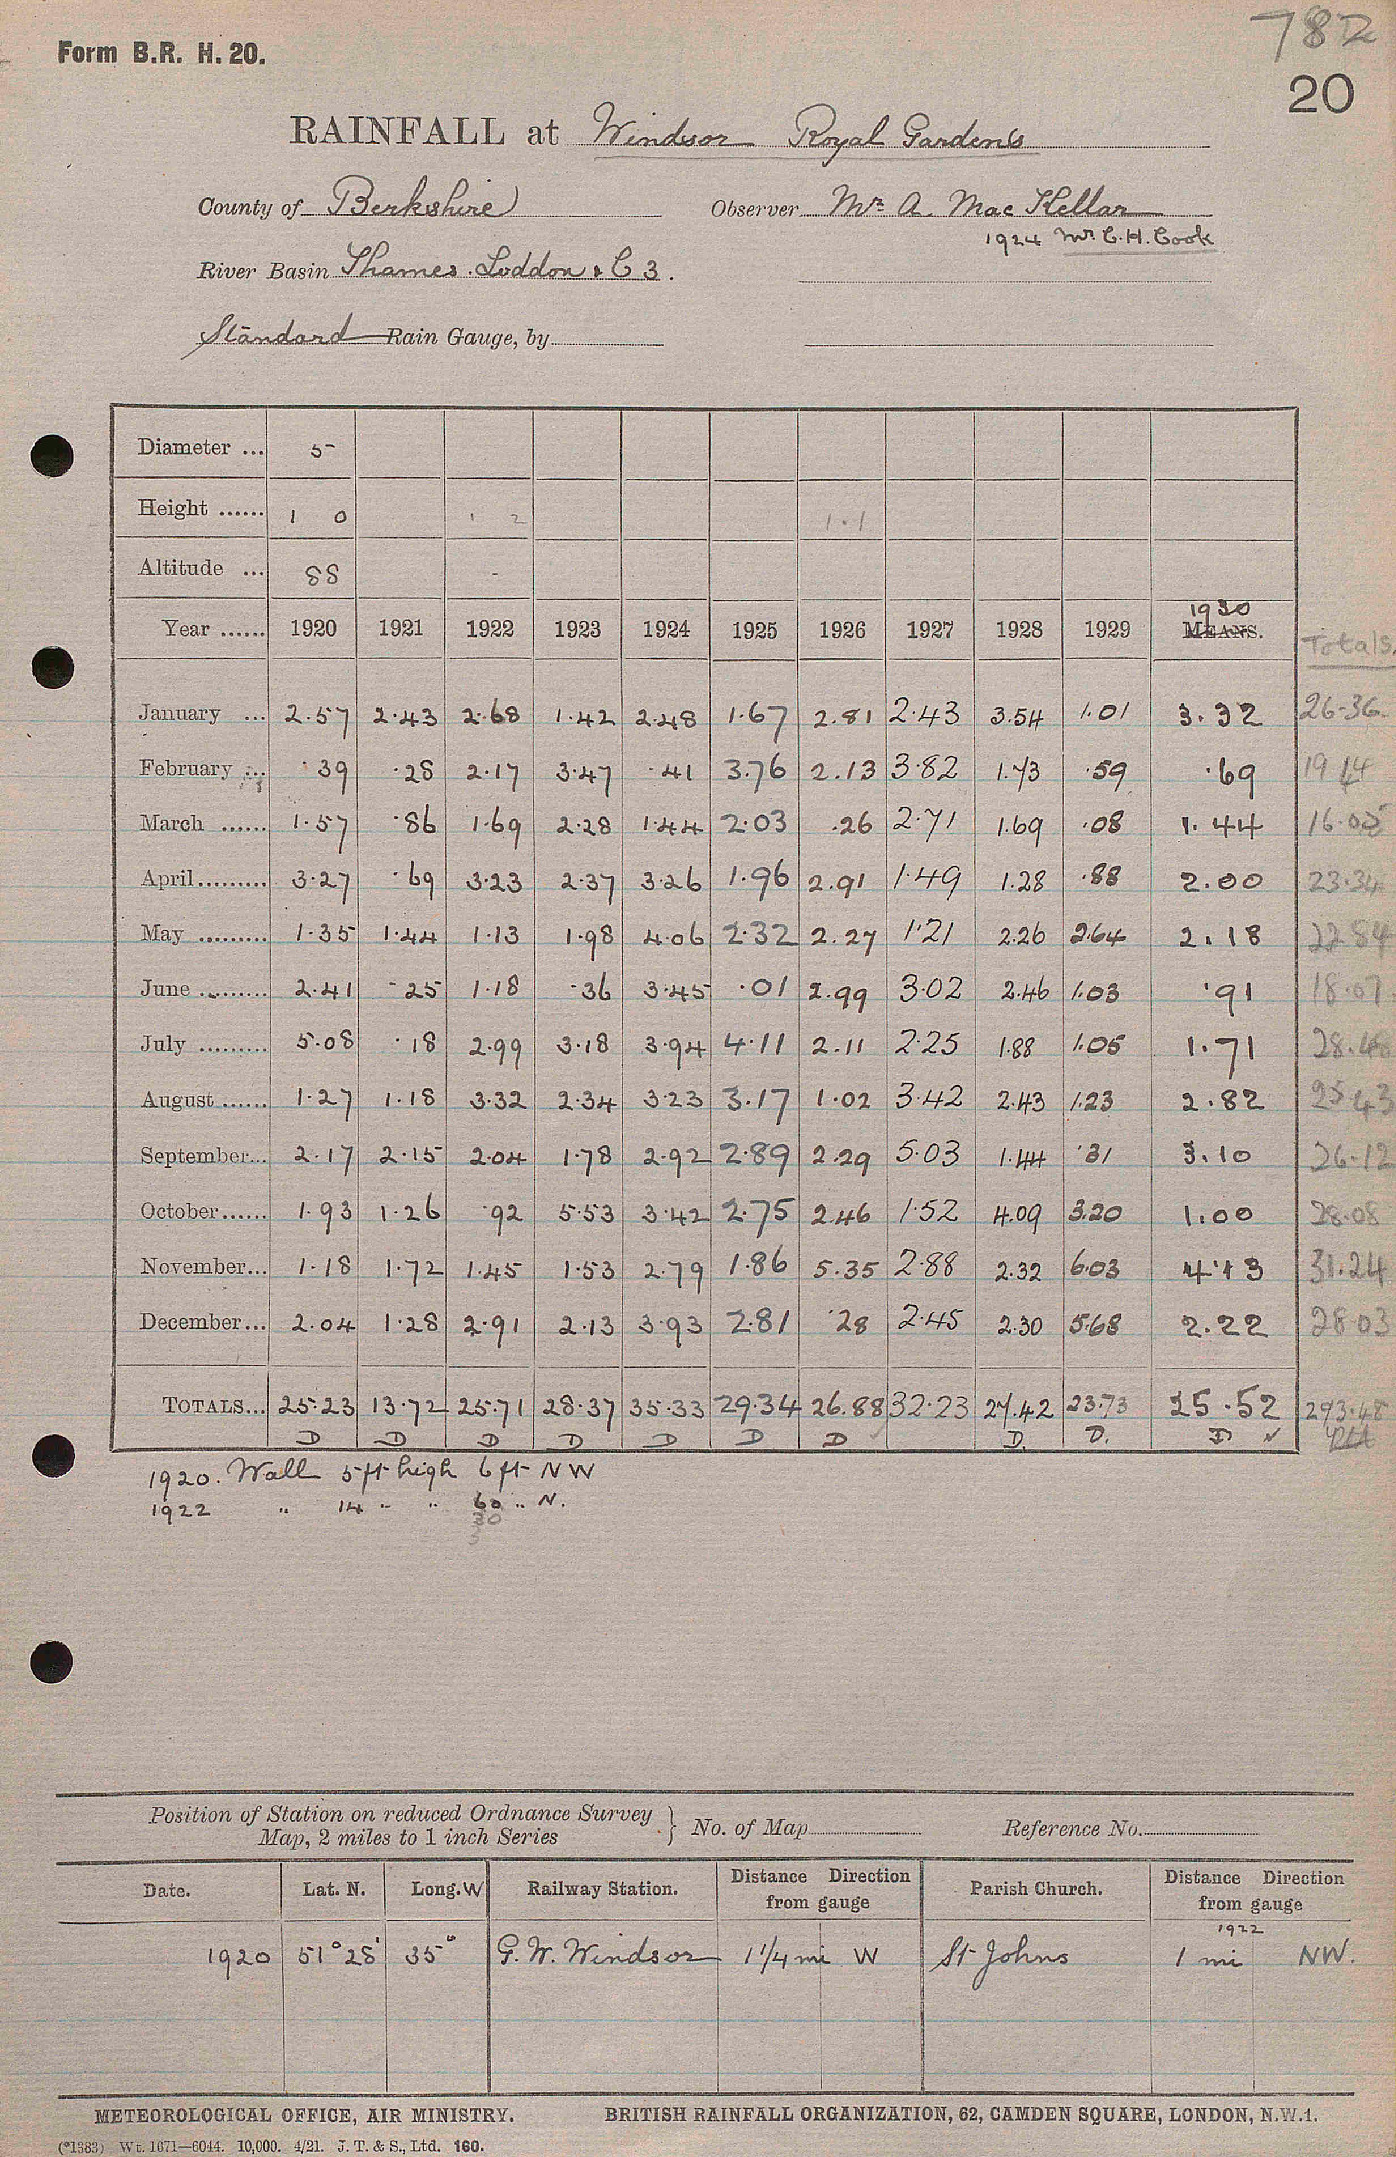 782
Form B.R. H. 20.
20
RAINFALL at Windsor Royal Gardens
County of Berkshire Observer Mr A. Mac Kellar
1924 Mr C. H. Cook
River Basin Thames. Loddon & C 3.
Standard Rain Gauge, by
Diameter ... 5
Height ...... 1 0 1 2 1.1
Altitude ... 88
1930
Year ...... 1920 1921 1922 1923 1924 1925 1926 1927 1928 1929 MEANS. Totals.
January ... 2.57 2.43 2.68 1.42 2.48 1.67 2.81 2.43 3.54 1.01 3.32 26.36
February ... .39 .28 2.17 3.47 .41 3.76 2.13 3.82 1.73 .59 .69 19.44
March ...... 1.57 .86 1.69 2.28 1.44 2.03 .26 2.71 1.69 .08 1.44 16.05
April......... 3.27 .69 3.23 2.37 3.26 1.96 2.91 1.49 1.28 .88 2.00 23.34
May ......... 1.35 1.44 1.13 1.98 4.06 2.32 2.27 1.21 2.26 2.64 2.18 22.84
June ......... 2.41 .25 1.18 .36 3.45 .01 2.99 3.02 2.46 1.03 .91 18.07
July ......... 5.08 .18 2.99 3.18 3.94 4.11 2.11 2.25 1.88 1.05 1.71 28.48
August ...... 1.27 1.18 3.32 2.34 3.23 3.17 1.02 3.42 2.43 1.23 2.82 25.43
September... 2.17 2.15 2.04 1.78 2.92 2.89 2.29 5.03 1.44 .31 3.10 26.12
October...... 1.93 1.26 .92 5.53 3.42 2.75 2.46 1.52 4.09 3.20 1.00 28.08
November... 1.18 1.72 1.45 1.53 2.79 1.86 5.35 2.88 2.32 6.03 4.13 31.24
December... 2.04 1.28 2.91 2.13 3.93 2.81 .28 2.45 2.30 5.68 2.22 28.03
TOTALS... 25.23 13.72 25.71 28.37 35.33 29.34 26.88 32.23 27.42 23.73 25.52 293.48
D D D D D D D D. D. D
1920. Wall 5 ft high 6 ft NW
1922 " 14 " " 60 " N.
30
Position of Station on reduced Ordnance Survey
Map, 2 miles to 1 inch Series } No. of Map Reference No.
Date. Lat. N. Long. W Railway Station. Distance Direction from gauge Parish Church. Distance Direction from gauge
1922
1920 51° 28' 35" G. W. Windsor 1 1/4 mi W St Johns 1 mi NW.
METEOROLOGICAL OFFICE, AIR MINISTRY. BRITISH RAINFALL ORGANIZATION, 62, CAMDEN SQUARE, LONDON, N.W.1.
(*1383) Wt. 1671—6044. 10,000. 4/21. J. T. & S., Ltd. 160.